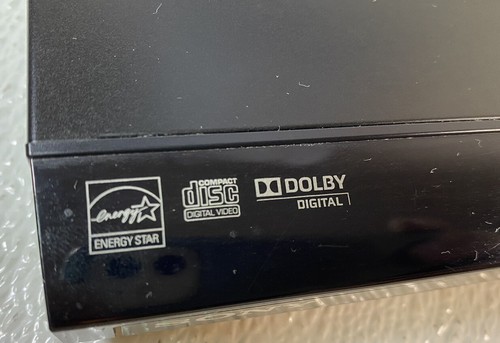 energy
ENERGY STAR
COMPACT
disc
DIGITAL VIDEO
DOLBY
DIGITAL